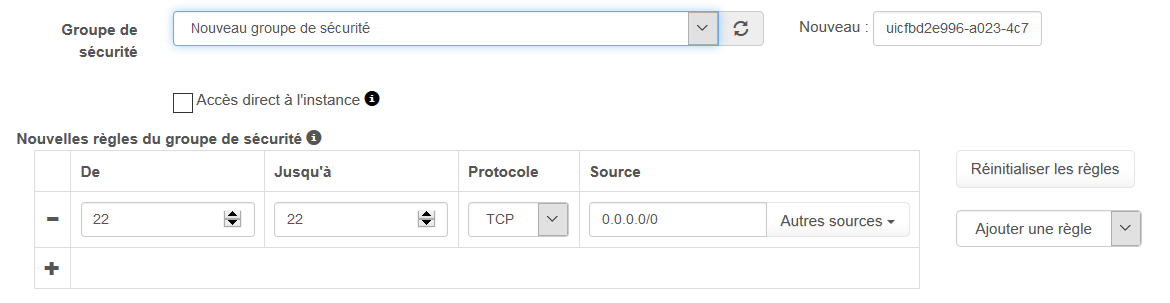 Groupe de sécurité Nouveau groupe de sécurité Nouveau : uicfbd2e996-a023-4c7
Accès direct à l'instance
Nouvelles règles du groupe de sécurité
De Jusqu'à Protocole Source Réinitialiser les règles
22 22 TCP 0.0.0.0/0 Autres sources Ajouter une règle